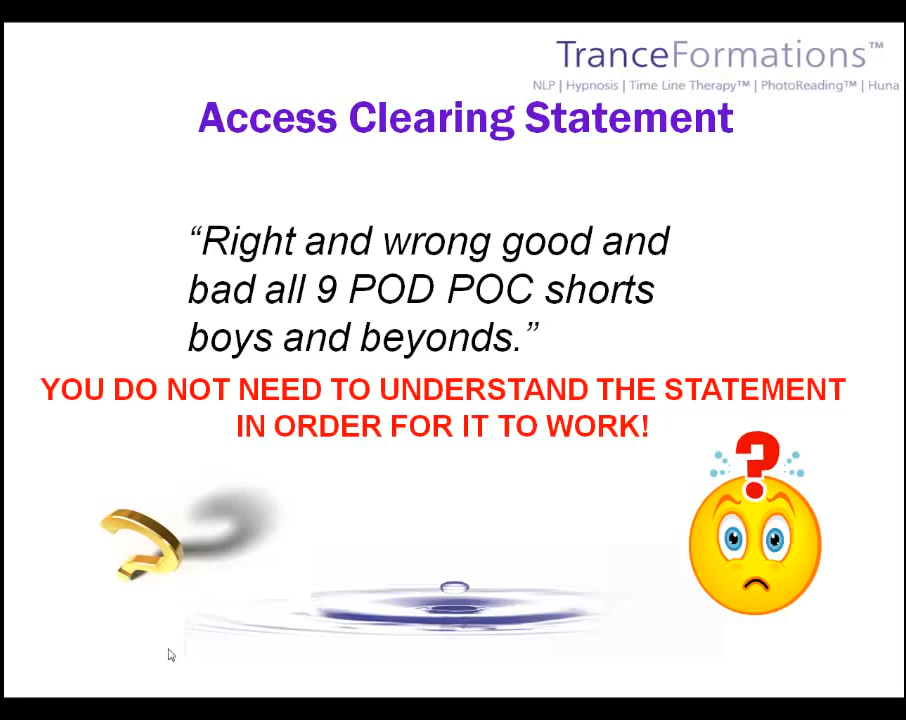 TranceFormations™
NLP | Hypnosis | Time Line Therapy™ | PhotoReading™ | Huna
Access Clearing Statement
“Right and wrong good and
bad all 9 POD POC shorts
boys and beyonds.”
YOU DO NOT NEED TO UNDERSTAND THE STATEMENT
IN ORDER FOR IT TO WORK!
?